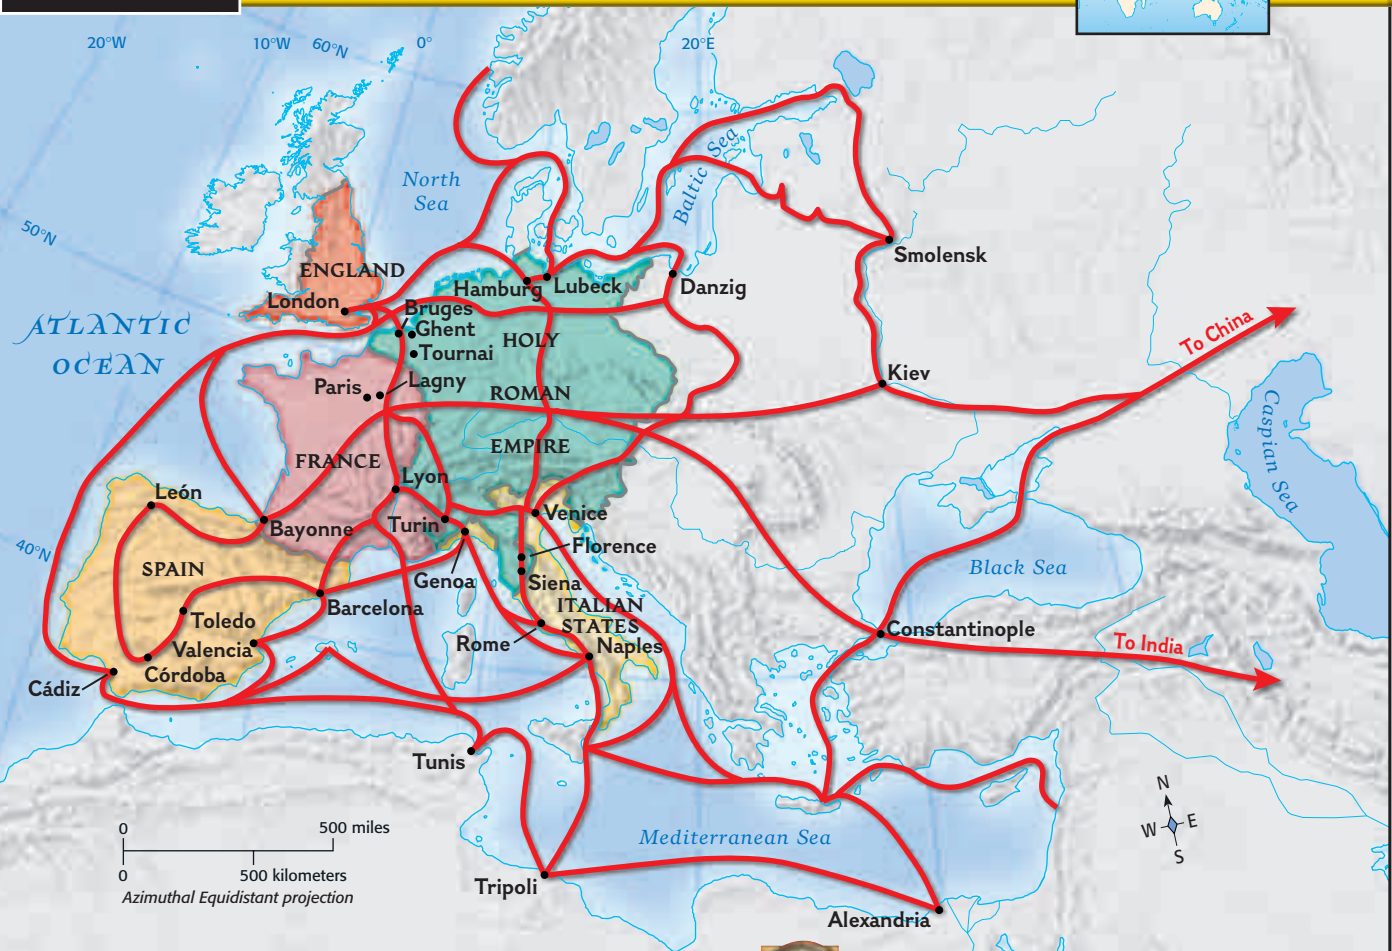 20°W
10°W
60°N
0°
20°E
50°N
40°N
North
Sea
Baltic Sea
ATLANTIC
OCEAN
ENGLAND
London
Hamburg
Lubeck
Danzig
Smolensk
Bruges
Ghent
Tournai
HOLY
ROMAN
EMPIRE
Paris
Lagny
Kiev
To China
Caspian Sea
FRANCE
Lyon
León
Bayonne
Turin
Venice
Florence
SPAIN
Genoa
Siena
Black Sea
Toledo
Barcelona
ITALIAN
STATES
Rome
Naples
Constantinople
To India
Valencia
Córdoba
Cádiz
Tunis
Mediterranean Sea
Tripoli
Alexandria
N
W
E
S
0
500 miles
0
500 kilometers
Azimuthal Equidistant projection